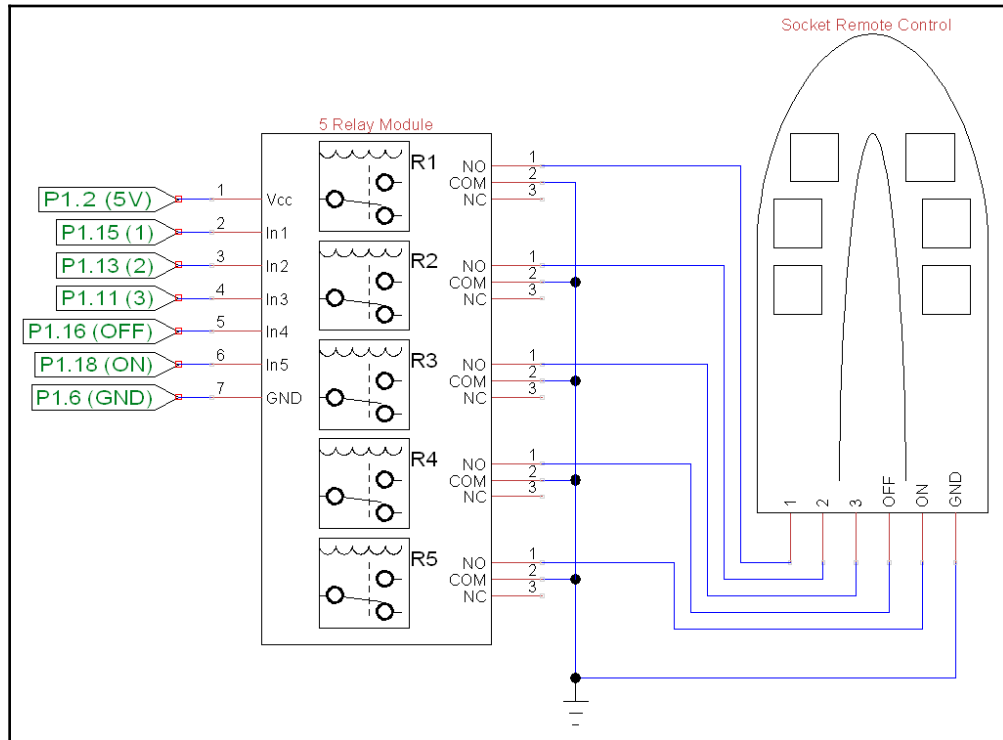 Socket Remote Control
5 Relay Module
P1.2 (5V) 1 Vcc
P1.15 (1) 2 In1
P1.13 (2) 3 In2
P1.11 (3) 4 In3
P1.16 (OFF) 5 In4
P1.18 (ON) 6 In5
P1.6 (GND) 7 GND
R1
NO 1
COM 2
NC 3
R2
NO 1
COM 2
NC 3
R3
NO 1
COM 2
NC 3
R4
NO 1
COM 2
NC 3
R5
NO 1
COM 2
NC 3
1
2
3
OFF
ON
GND